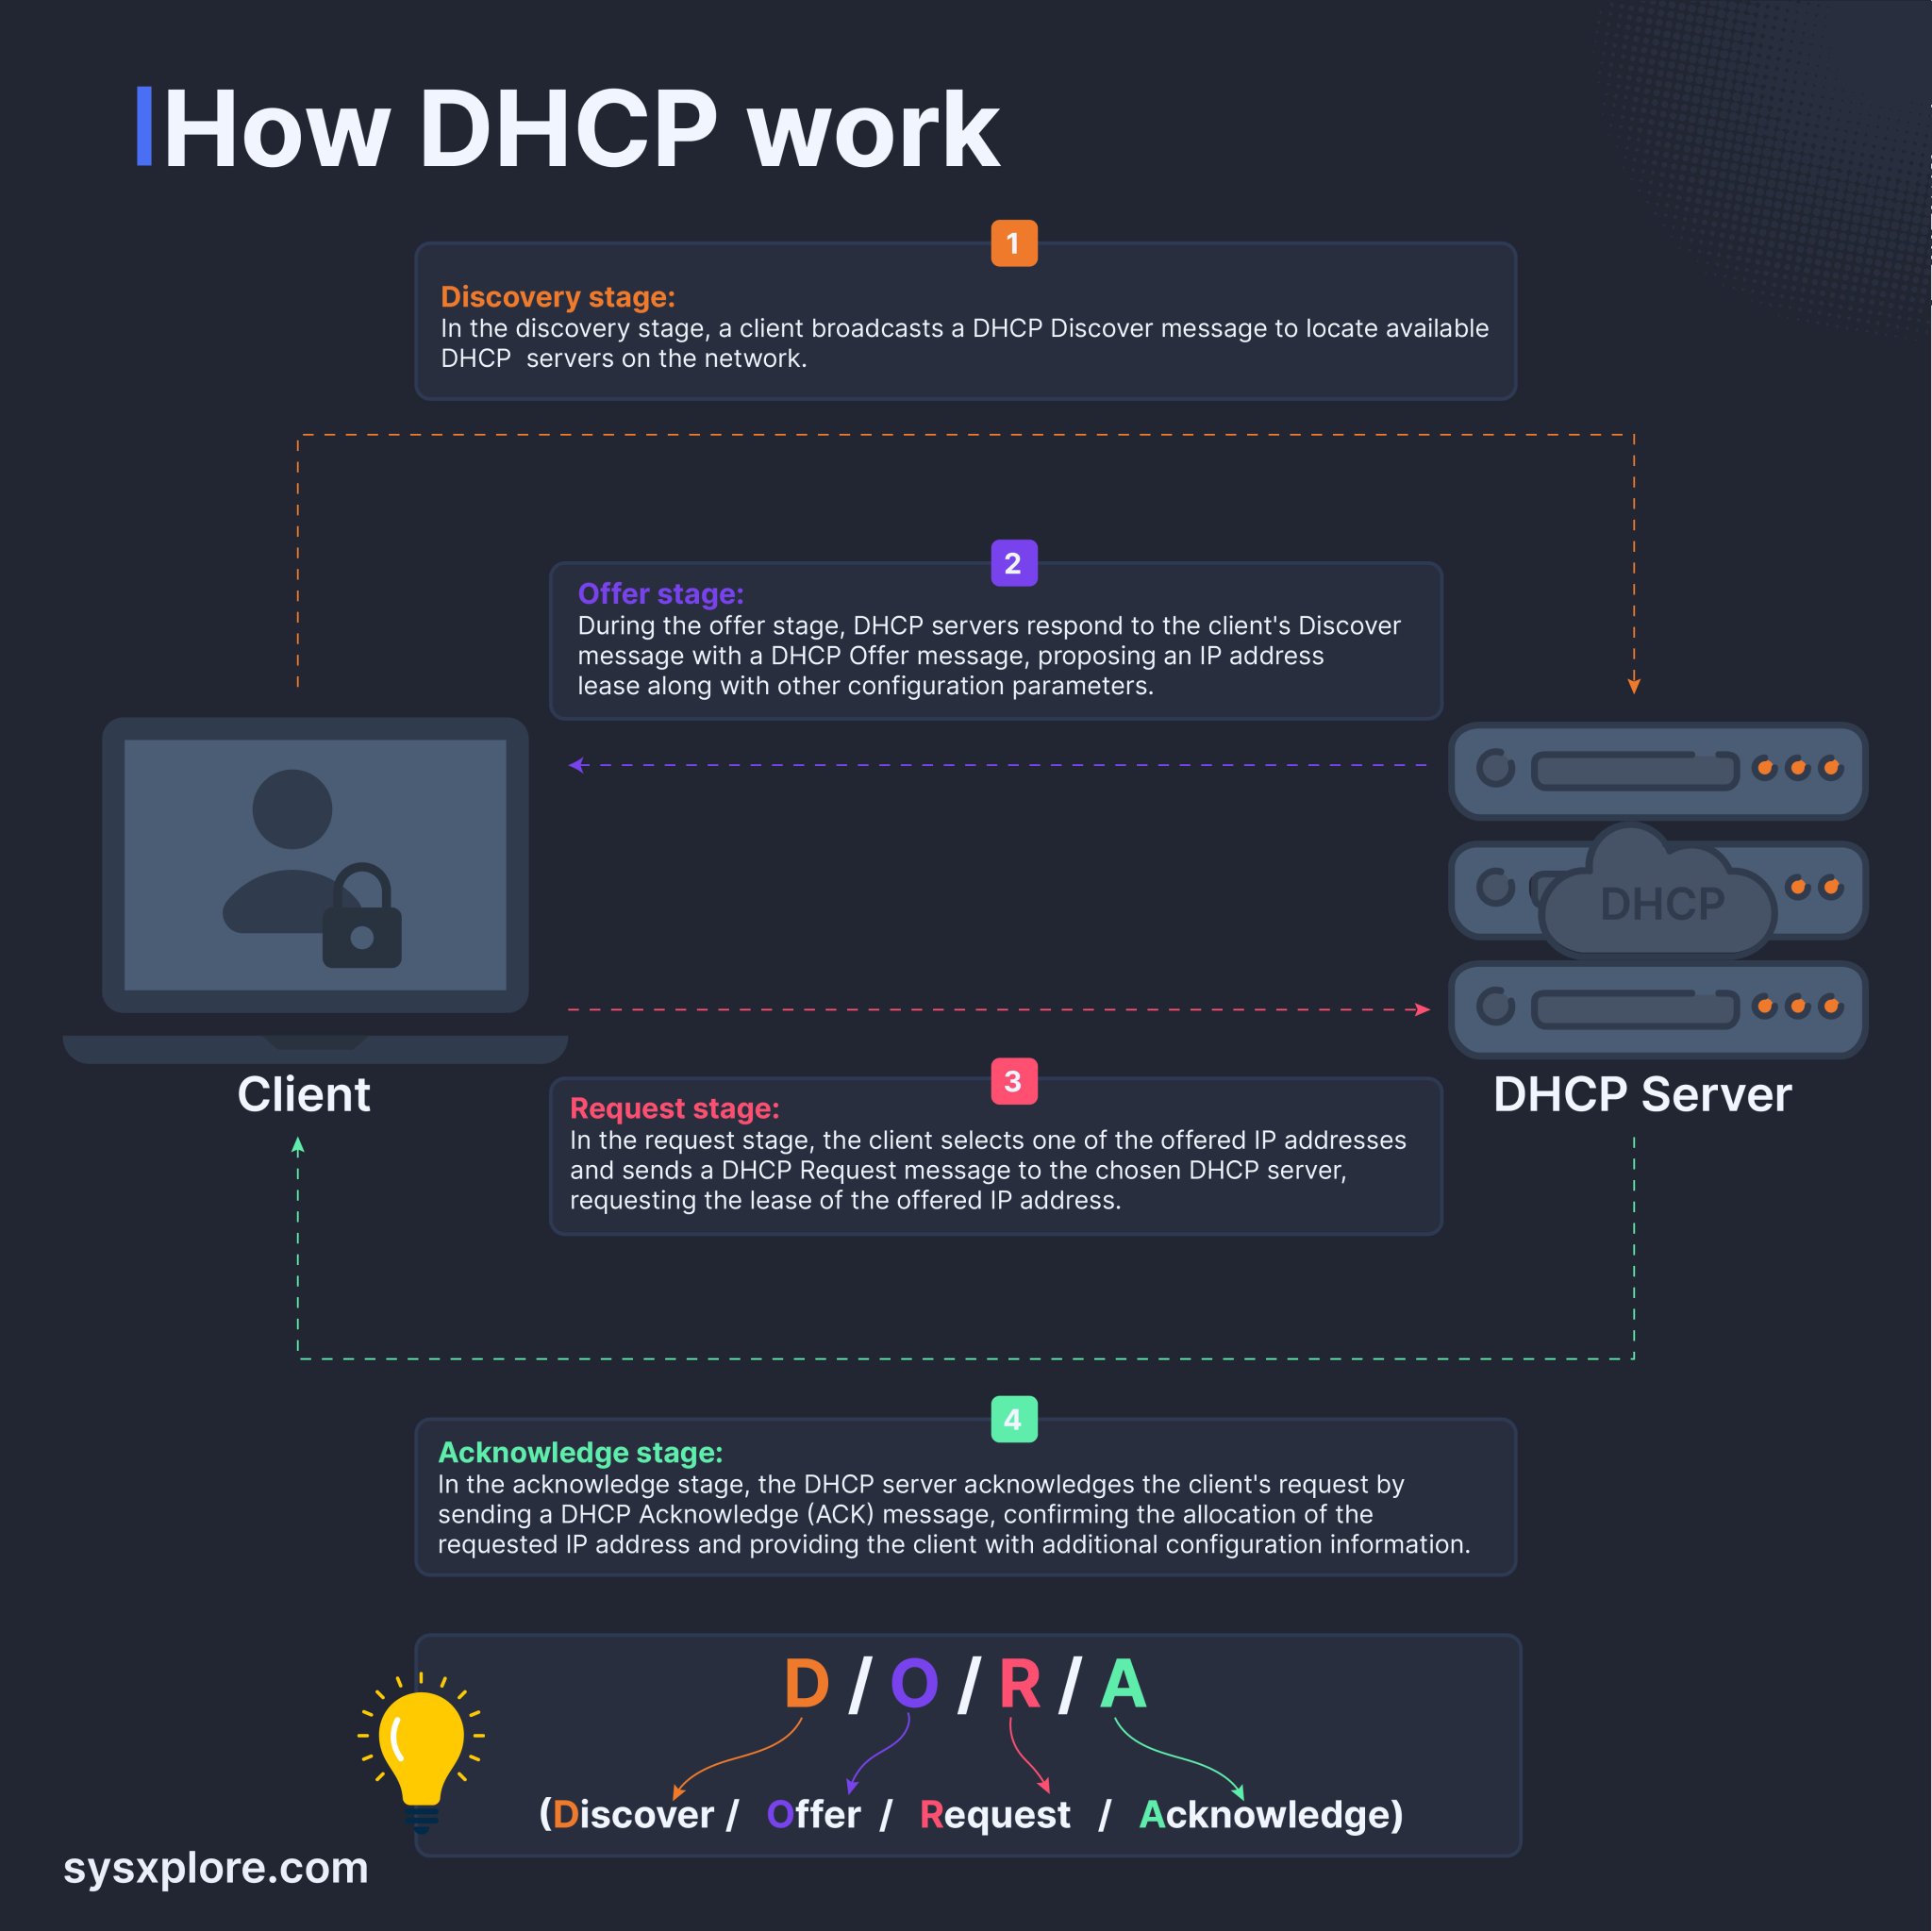 How DHCP work
1
Discovery stage:
In the discovery stage, a client broadcasts a DHCP Discover message to locate available
DHCP  servers on the network.
2
Offer stage:
During the offer stage, DHCP servers respond to the client's Discover
message with a DHCP Offer message, proposing an IP address
lease along with other configuration parameters.
DHCP
Client
DHCP Server
3
Request stage:
In the request stage, the client selects one of the offered IP addresses
and sends a DHCP Request message to the chosen DHCP server,
requesting the lease of the offered IP address.
4
Acknowledge stage:
In the acknowledge stage, the DHCP server acknowledges the client's request by
sending a DHCP Acknowledge (ACK) message, confirming the allocation of the
requested IP address and providing the client with additional configuration information.
D / O / R / A
(Discover / Offer / Request / Acknowledge)
sysxplore.com